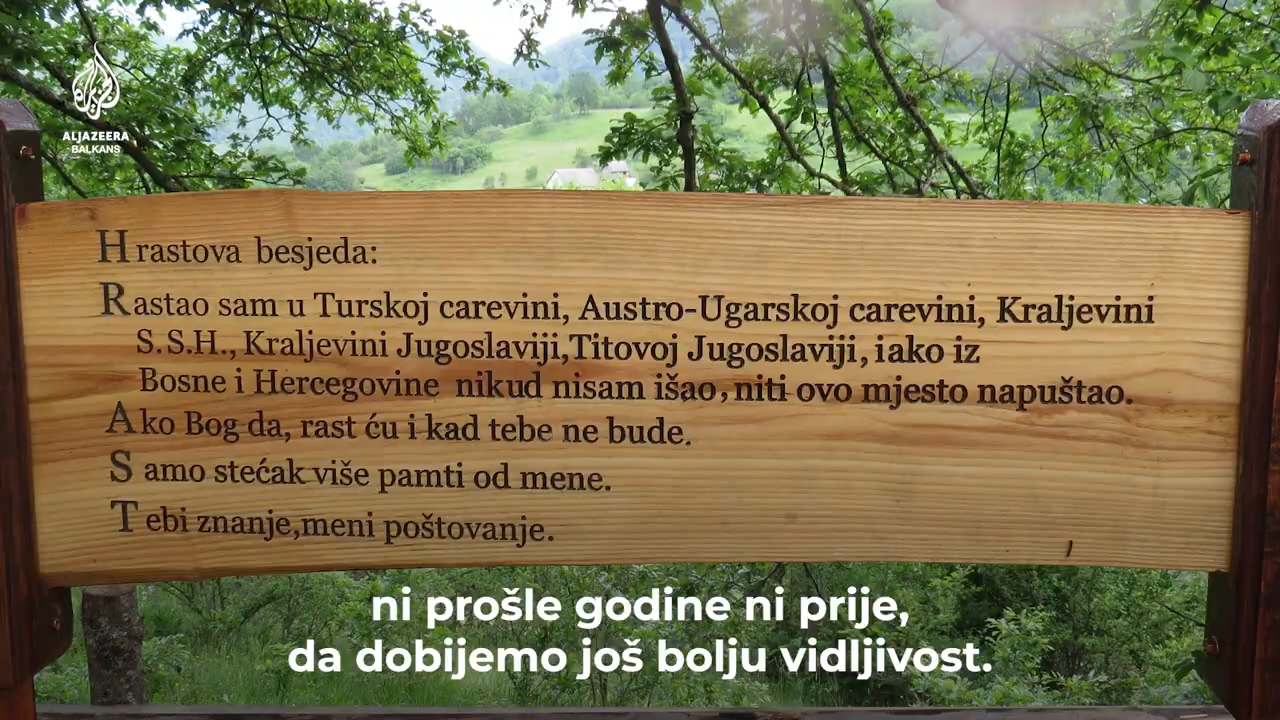 ALJAZEERA
BALKANS
Hrastova besjeda:
Rastao sam u Turskoj carevini, Austro-Ugarskoj carevini, Kraljevini
S.S.H., Kraljevini Jugoslaviji,Titovoj Jugoslaviji, iako iz
Bosne i Hercegovine nikud nisam išao, niti ovo mjesto napuštao.
Ako Bog da, rast ću i kad tebe ne bude.
Samo stećak više pamti od mene.
Tebi znanje,meni poštovanje.
ni prošle godine ni prije,
da dobijemo još bolju vidljivost.